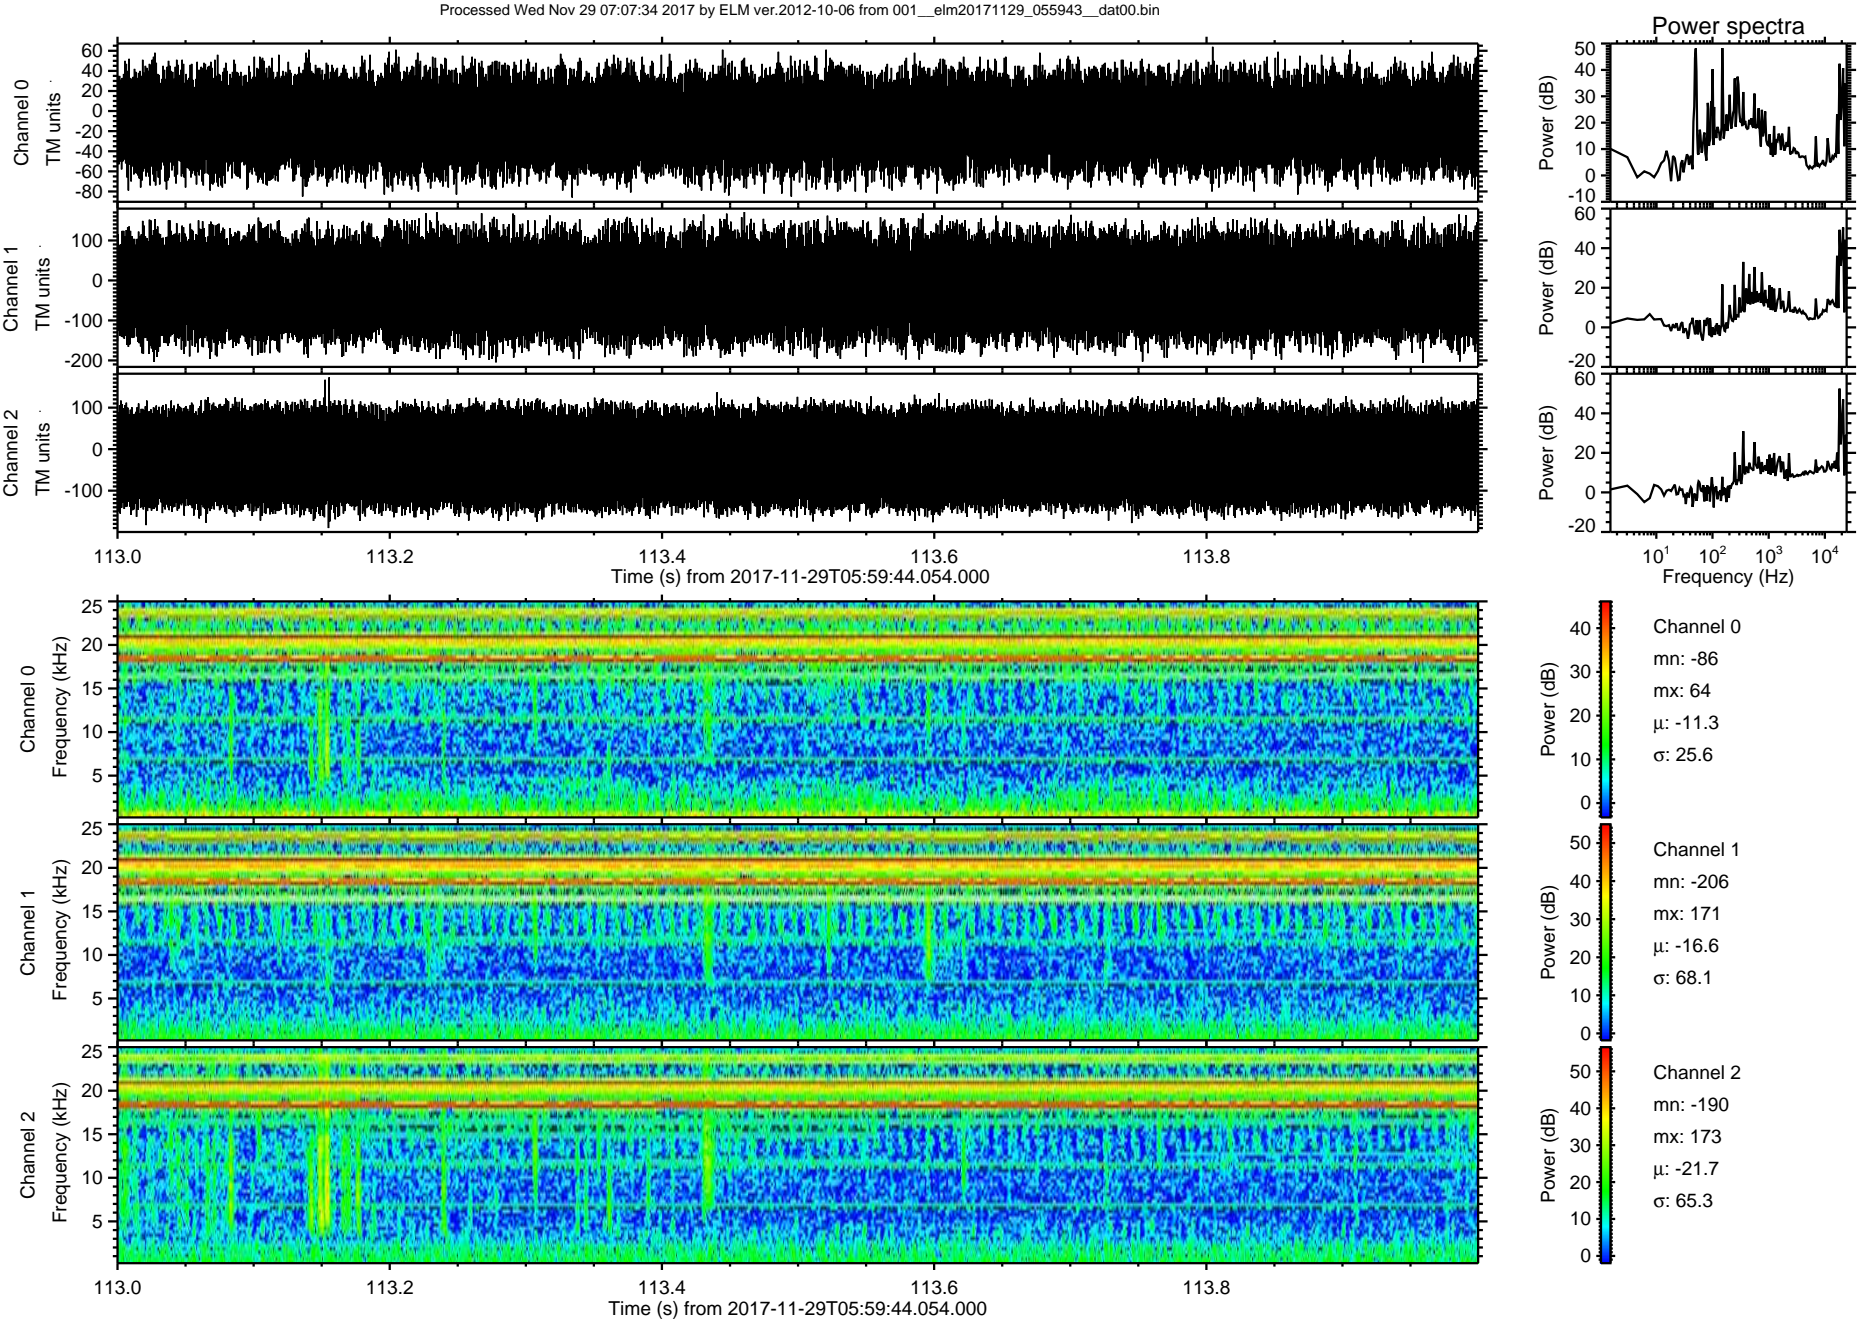 Processed Wed Nov 29 07:07:34 2017 by ELM ver.2012-10-06 from 001__elm20171129_055943__dat00.bin
Power spectra
Channel 0
TM units
60
40
20
0
-20
-40
-60
-80
Power (dB)
50
40
30
20
10
0
-10
Channel 1
TM units
100
0
-100
-200
Power (dB)
60
40
20
0
-20
Channel 2
TM units
100
0
-100
Power (dB)
60
40
20
0
-20
113.0 113.2 113.4 113.6 113.8
Time (s) from 2017-11-29T05:59:44.054.000
10¹ 10² 10³ 10⁴
Frequency (Hz)
Channel 0
Frequency (kHz)
25
20
15
10
5
Power (dB)
40
30
20
10
0
Channel 0
mn: -86
mx: 64
μ: -11.3
σ: 25.6
Channel 1
Frequency (kHz)
25
20
15
10
5
Power (dB)
50
40
30
20
10
0
Channel 1
mn: -206
mx: 171
μ: -16.6
σ: 68.1
Channel 2
Frequency (kHz)
25
20
15
10
5
Power (dB)
50
40
30
20
10
0
Channel 2
mn: -190
mx: 173
μ: -21.7
σ: 65.3
113.0 113.2 113.4 113.6 113.8
Time (s) from 2017-11-29T05:59:44.054.000